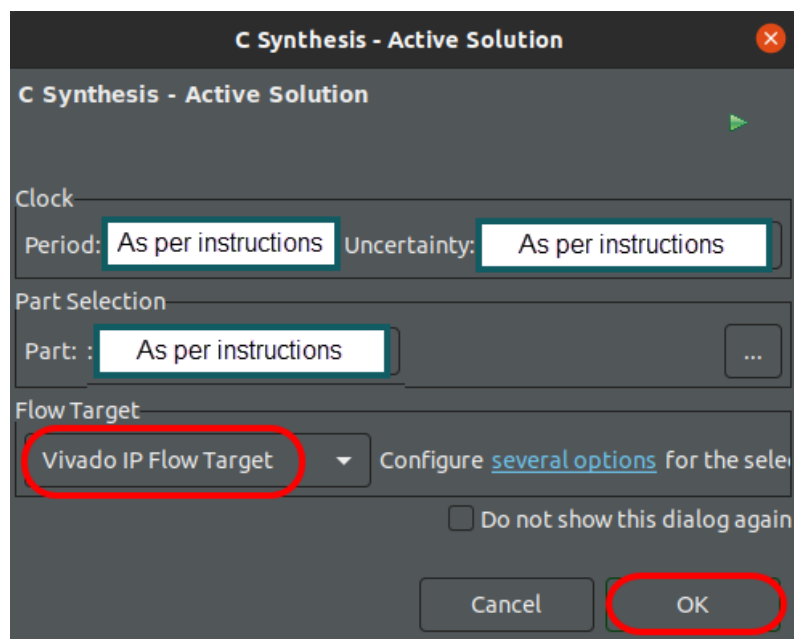 C Synthesis - Active Solution
C Synthesis - Active Solution
Clock
Period: As per instructions Uncertainty: As per instructions
Part Selection
Part: : As per instructions ...
Flow Target
Vivado IP Flow Target Configure several options for the sele
Do not show this dialog again
Cancel OK